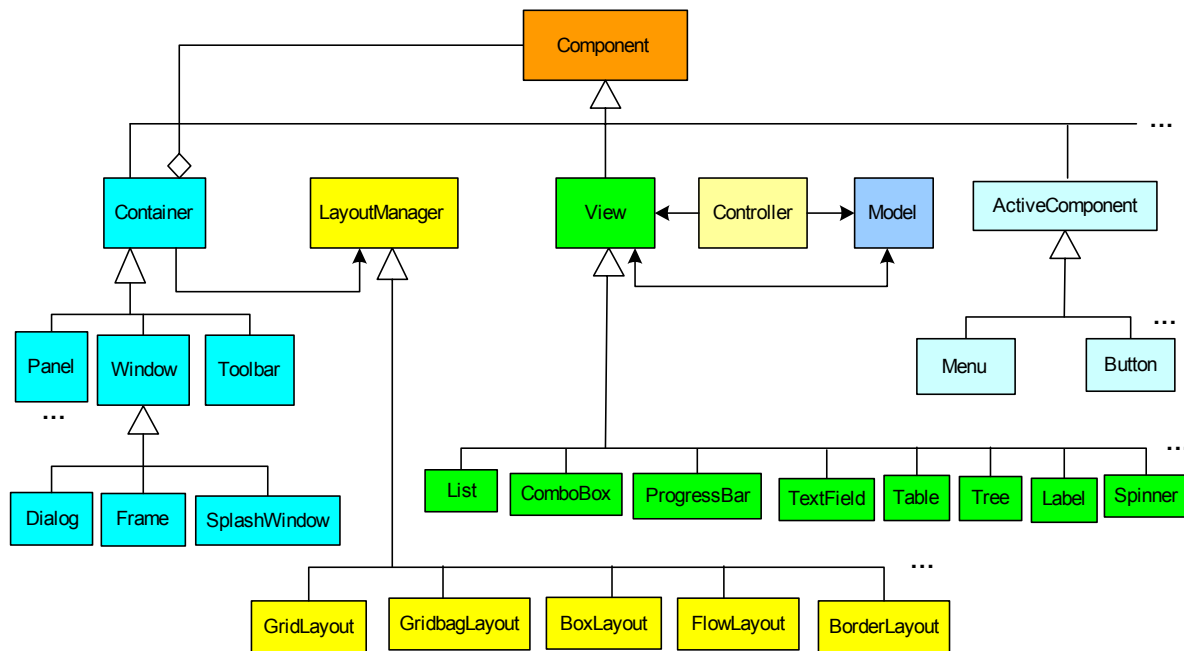 Component
...
Container
LayoutManager
View
Controller
Model
ActiveComponent
...
Panel
Window
Toolbar
Menu
Button
...
...
List
ComboBox
ProgressBar
TextField
Table
Tree
Label
Spinner
Dialog
Frame
SplashWindow
...
GridLayout
GridbagLayout
BoxLayout
FlowLayout
BorderLayout